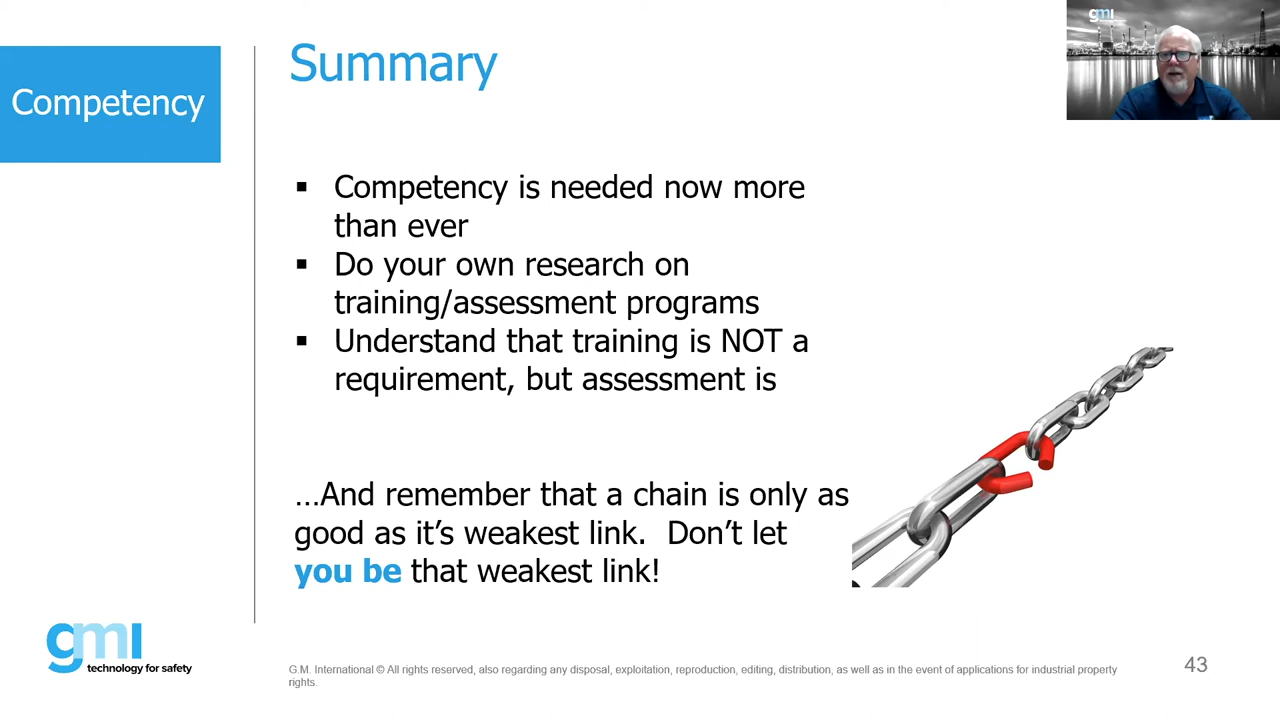 Competency
Summary
▪ Competency is needed now more
than ever
▪ Do your own research on
training/assessment programs
▪ Understand that training is NOT a
requirement, but assessment is
...And remember that a chain is only as
good as it's weakest link. Don't let
you be that weakest link!
gmi
technology for safety
G.M. International © All rights reserved, also regarding any disposal, exploitation, reproduction, editing, distribution, as well as in the event of applications for industrial property
rights.
43
gmi